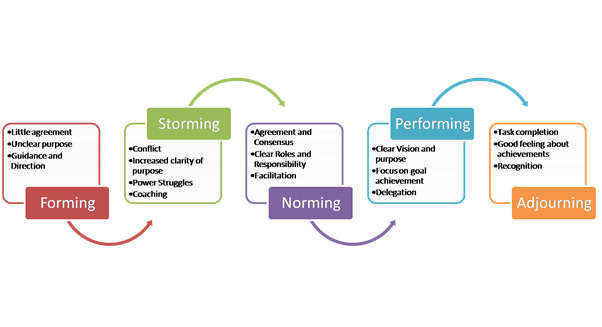 •Little agreement
•Unclear purpose
•Guidance and
Direction
Forming
Storming
•Conflict
•Increased clarity of
purpose
•Power Struggles
•Coaching
•Agreement and
Consensus
•Clear Roles and
Responsibility
•Facilitation
Norming
Performing
•Clear Vision and
purpose
•Focus on goal
achievement
•Delegation
•Task completion
•Good feeling about
achievements
•Recognition
Adjourning